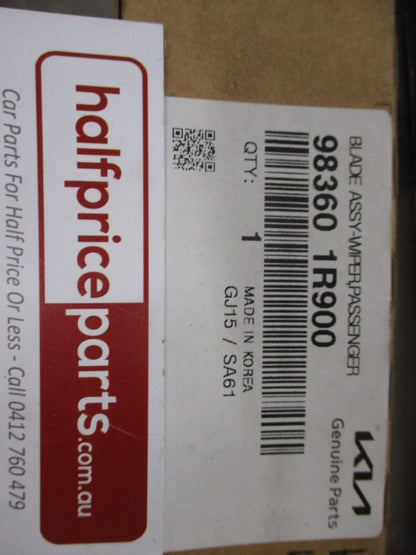 halfpriceparts.com.au
Car Parts For Half Price Or Less - Call 0412 760 479
KIA
Genuine Parts
BLADE ASSY-WIPER,PASSENGER
98360 1R900
QTY: 1
MADE IN KOREA
GJ15 / SA61